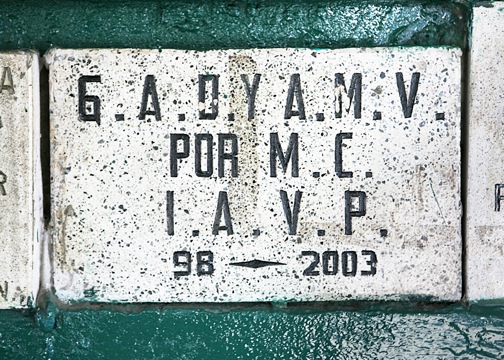 G.A.D.Y A.M.V.
POR M.C.
I.A.V.P.
98 - 2003